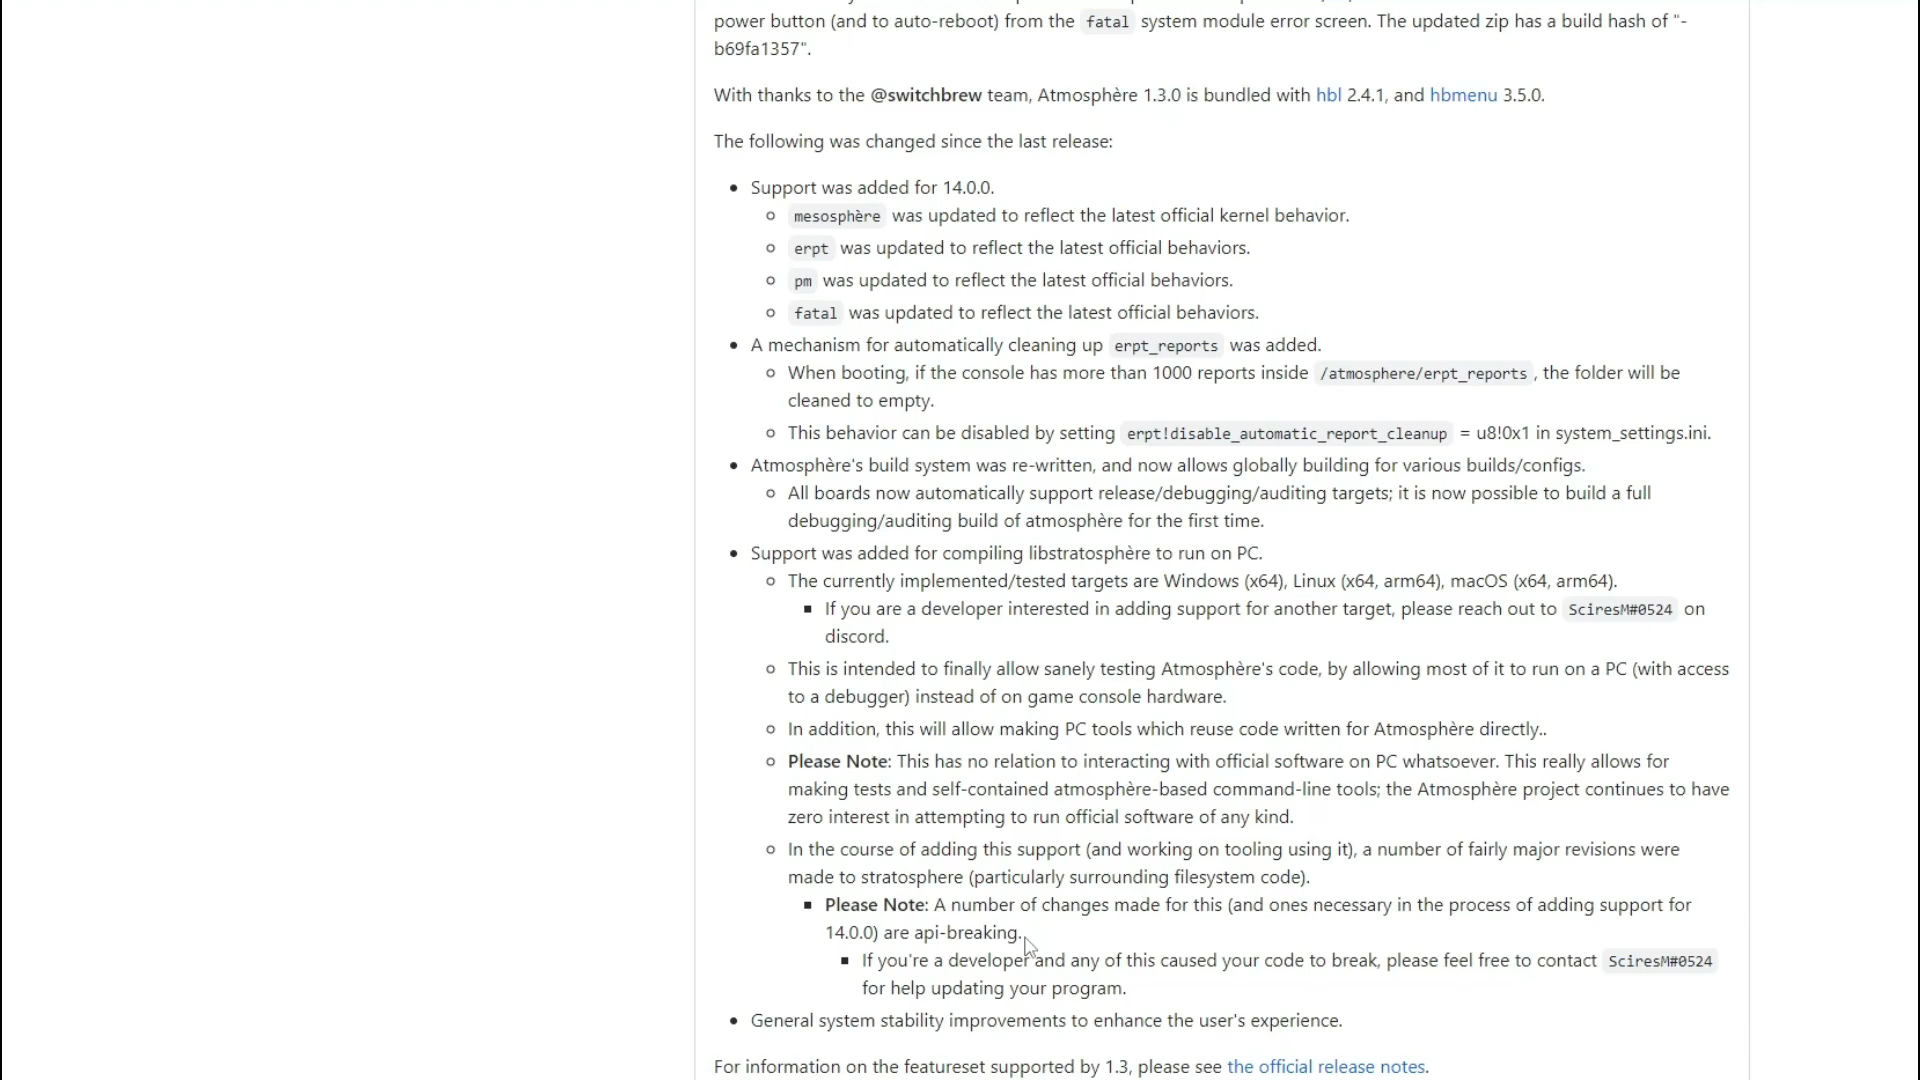 power button (and to auto-reboot) from the fatal system module error screen. The updated zip has a build hash of "-
b69fa1357".
With thanks to the @switchbrew team, Atmosphère 1.3.0 is bundled with hbl 2.4.1, and hbmenu 3.5.0.
The following was changed since the last release:
• Support was added for 14.0.0.
○ mesosphère was updated to reflect the latest official kernel behavior.
○ erpt was updated to reflect the latest official behaviors.
○ pm was updated to reflect the latest official behaviors.
○ fatal was updated to reflect the latest official behaviors.
• A mechanism for automatically cleaning up erpt_reports was added.
○ When booting, if the console has more than 1000 reports inside /atmosphere/erpt_reports , the folder will be
cleaned to empty.
○ This behavior can be disabled by setting erpt!disable_automatic_report_cleanup = u8!0x1 in system_settings.ini.
• Atmosphère's build system was re-written, and now allows globally building for various builds/configs.
○ All boards now automatically support release/debugging/auditing targets; it is now possible to build a full
debugging/auditing build of atmosphère for the first time.
• Support was added for compiling libstratosphère to run on PC.
○ The currently implemented/tested targets are Windows (x64), Linux (x64, arm64), macOS (x64, arm64).
▪ If you are a developer interested in adding support for another target, please reach out to SciresM#0524 on
discord.
○ This is intended to finally allow sanely testing Atmosphère's code, by allowing most of it to run on a PC (with access
to a debugger) instead of on game console hardware.
○ In addition, this will allow making PC tools which reuse code written for Atmosphère directly..
○ Please Note: This has no relation to interacting with official software on PC whatsoever. This really allows for
making tests and self-contained atmosphère-based command-line tools; the Atmosphère project continues to have
zero interest in attempting to run official software of any kind.
○ In the course of adding this support (and working on tooling using it), a number of fairly major revisions were
made to stratosphere (particularly surrounding filesystem code).
▪ Please Note: A number of changes made for this (and ones necessary in the process of adding support for
14.0.0) are api-breaking.
▪ If you're a developer and any of this caused your code to break, please feel free to contact SciresM#0524
for help updating your program.
• General system stability improvements to enhance the user's experience.
For information on the featureset supported by 1.3, please see the official release notes.